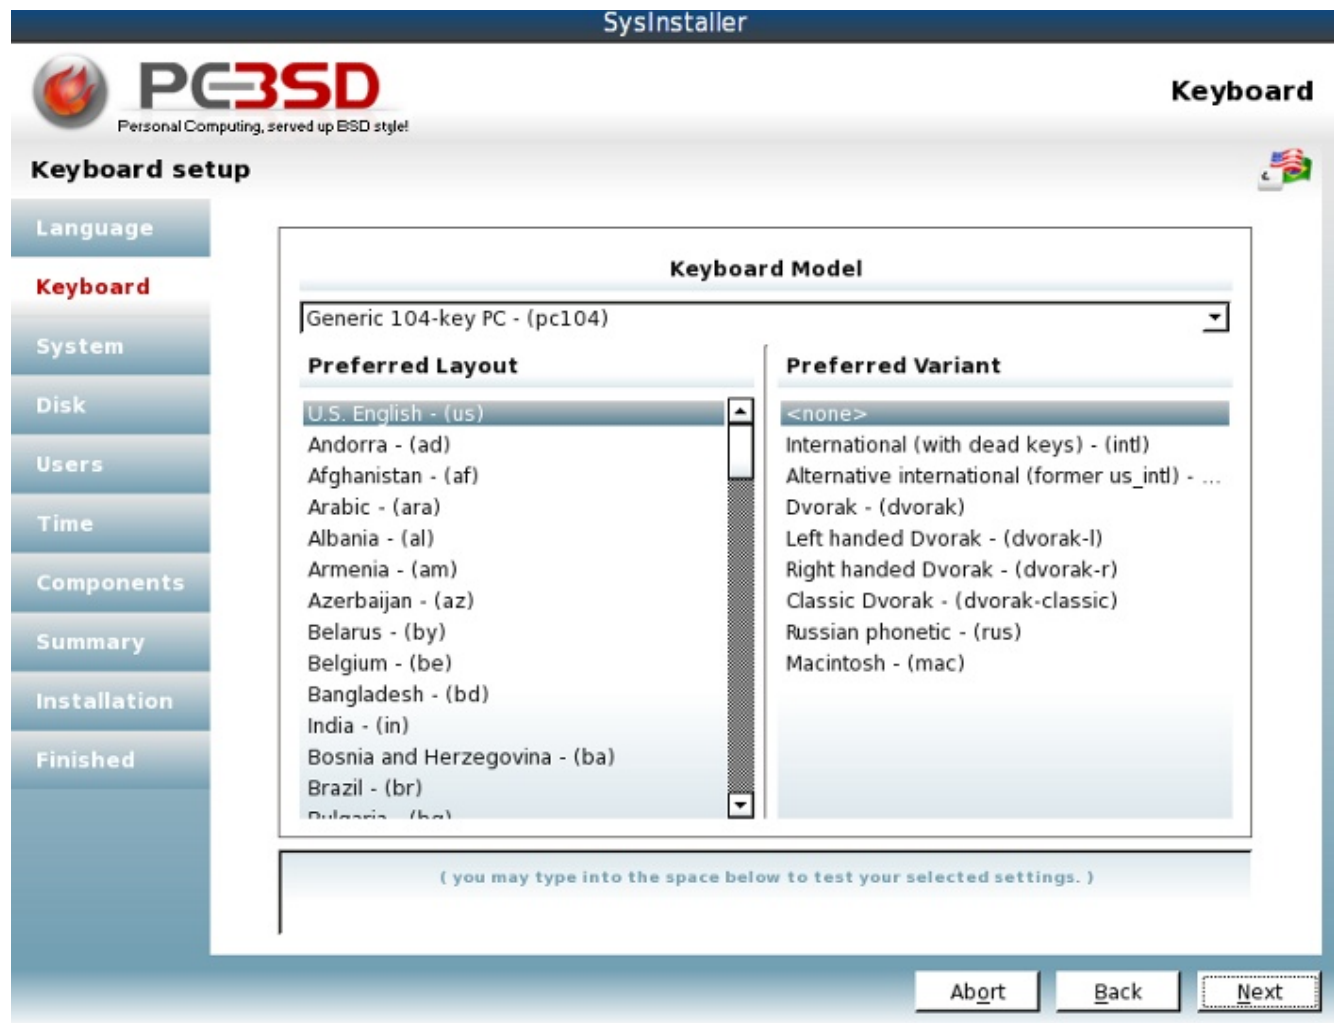 SysInstaller
PCBSD
Personal Computing, served up BSD style!
Keyboard
Keyboard setup
Language
Keyboard
System
Disk
Users
Time
Components
Summary
Installation
Finished
Keyboard Model
Generic 104-key PC - (pc104)
Preferred Layout
U.S. English - (us)
Andorra - (ad)
Afghanistan - (af)
Arabic - (ara)
Albania - (al)
Armenia - (am)
Azerbaijan - (az)
Belarus - (by)
Belgium - (be)
Bangladesh - (bd)
India - (in)
Bosnia and Herzegovina - (ba)
Brazil - (br)
Bulgaria - (bg)
Preferred Variant
<none>
International (with dead keys) - (intl)
Alternative international (former us_intl) - ...
Dvorak - (dvorak)
Left handed Dvorak - (dvorak-l)
Right handed Dvorak - (dvorak-r)
Classic Dvorak - (dvorak-classic)
Russian phonetic - (rus)
Macintosh - (mac)
( you may type into the space below to test your selected settings. )
Abort
Back
Next